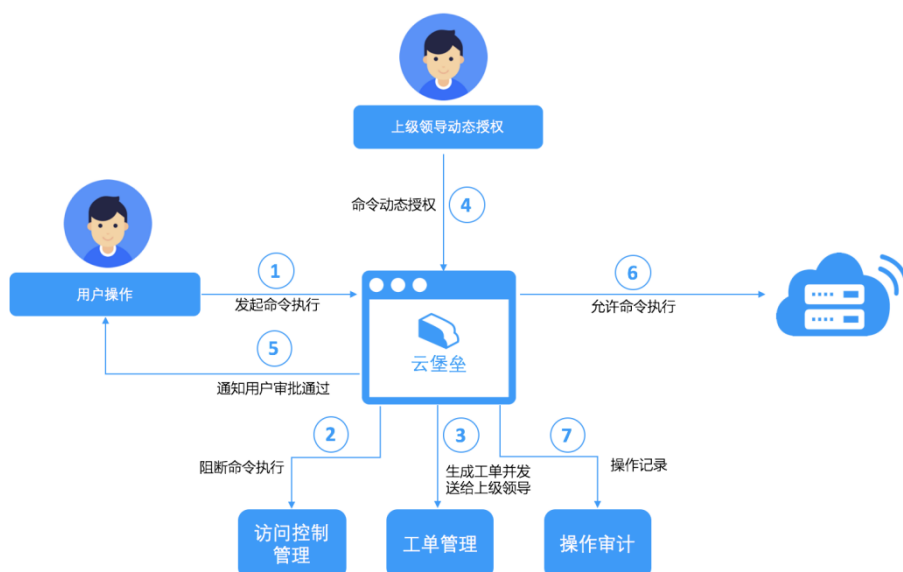 上级领导动态授权
命令动态授权
4
用户操作
1
发起命令执行
6
允许命令执行
云堡垒
5
通知用户审批通过
2
阻断命令执行
3
生成工单并发
送给上级领导
7
操作记录
访问控制
管理
工单管理
操作审计